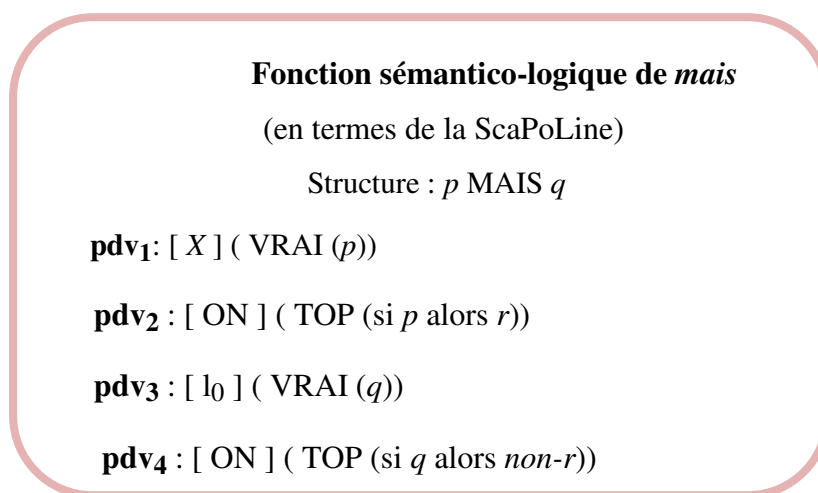 Fonction sémantico-logique de mais
(en termes de la ScaPoLine)
Structure : p MAIS q
pdv1: [ X ] ( VRAI (p))
pdv2 : [ ON ] ( TOP (si p alors r))
pdv3 : [ l0 ] ( VRAI (q))
pdv4 : [ ON ] ( TOP (si q alors non-r))